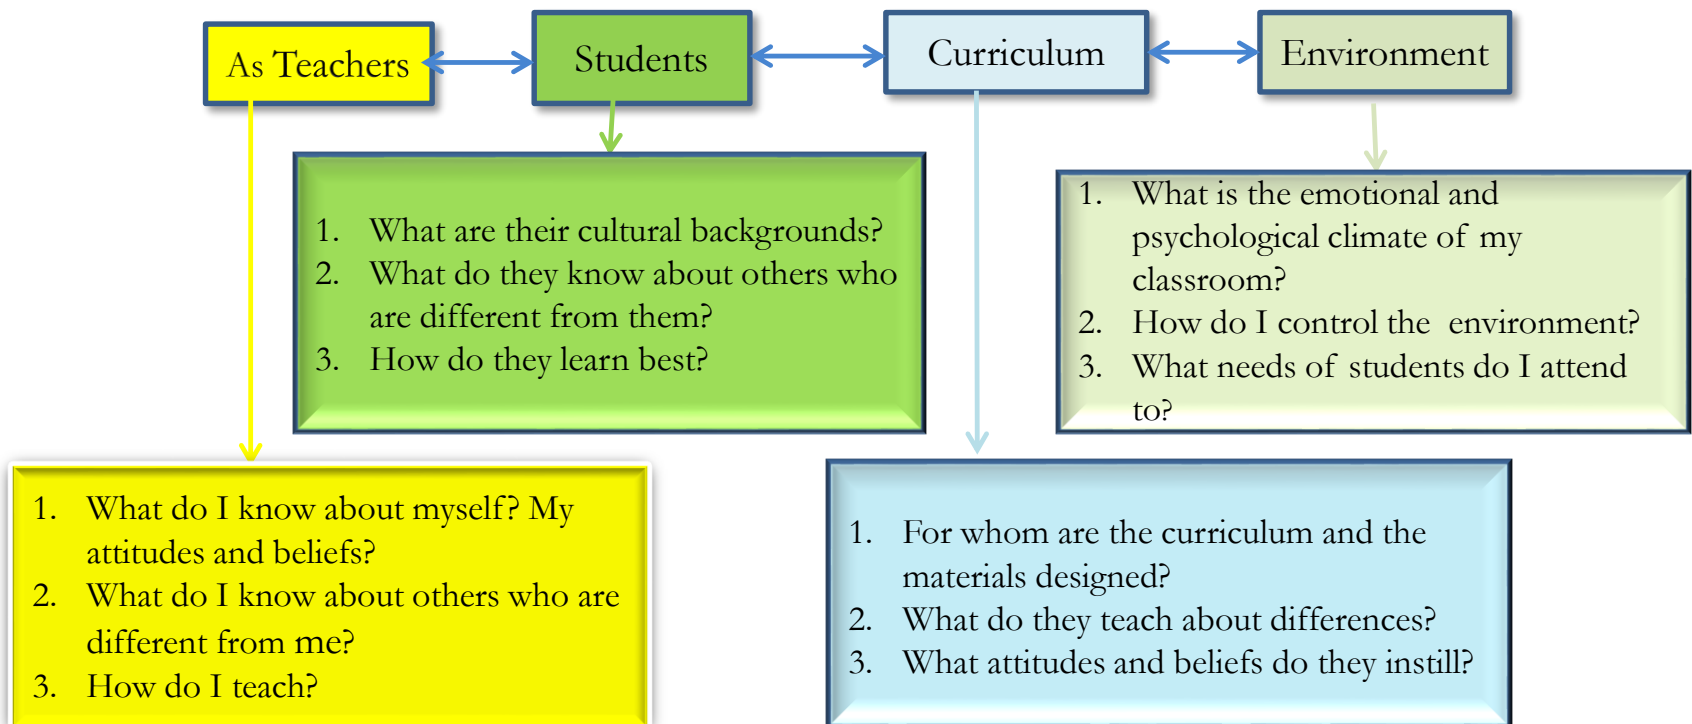 As Teachers
Students
Curriculum
Environment
1. What are their cultural backgrounds?
2. What do they know about others who
are different from them?
3. How do they learn best?
1. What is the emotional and
psychological climate of my
classroom?
2. How do I control the environment?
3. What needs of students do I attend
to?
1. What do I know about myself? My
attitudes and beliefs?
2. What do I know about others who are
different from me?
3. How do I teach?
1. For whom are the curriculum and the
materials designed?
2. What do they teach about differences?
3. What attitudes and beliefs do they instill?